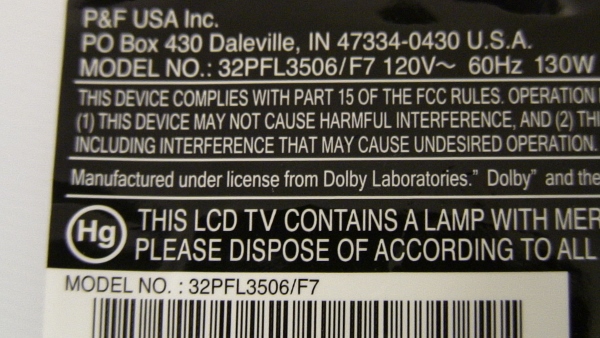 P&F USA Inc.
PO Box 430 Daleville, IN 47334-0430 U.S.A.
MODEL NO.: 32PFL3506/F7 120V~ 60Hz 130W
THIS DEVICE COMPLIES WITH PART 15 OF THE FCC RULES. OPERATION
(1) THIS DEVICE MAY NOT CAUSE HARMFUL INTERFERENCE, AND (2)
INCLUDING INTERFERENCE THAT MAY CAUSE UNDESIRED OPERATION.
Manufactured under license from Dolby Laboratories.” Dolby” and the
Hg THIS LCD TV CONTAINS A LAMP WITH
PLEASE DISPOSE OF ACCORDING TO ALL
MODEL NO. : 32PFL3506/F7